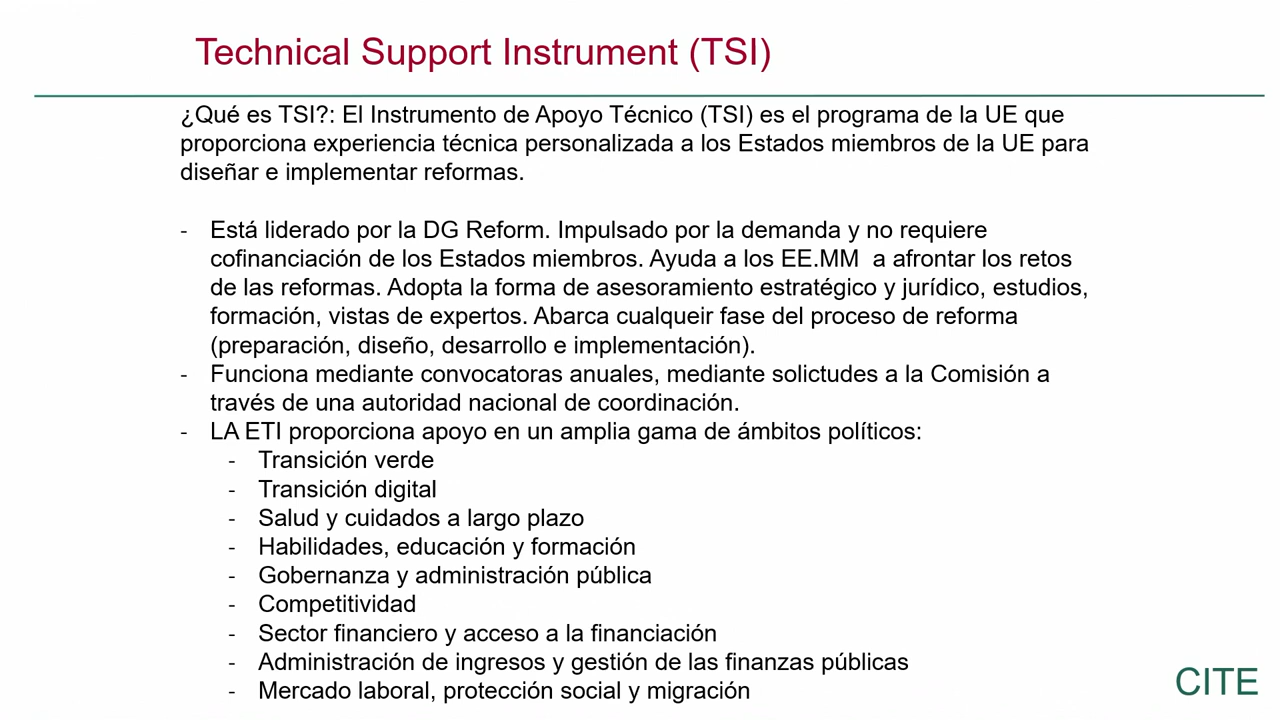 Technical Support Instrument (TSI)
¿Qué es TSI?: El Instrumento de Apoyo Técnico (TSI) es el programa de la UE que
proporciona experiencia técnica personalizada a los Estados miembros de la UE para
diseñar e implementar reformas.
- Está liderado por la DG Reform. Impulsado por la demanda y no requiere
cofinanciación de los Estados miembros. Ayuda a los EE.MM  a afrontar los retos
de las reformas. Adopta la forma de asesoramiento estratégico y jurídico, estudios,
formación, vistas de expertos. Abarca cualqueir fase del proceso de reforma
(preparación, diseño, desarrollo e implementación).
- Funciona mediante convocatoras anuales, mediante solictudes a la Comisión a
través de una autoridad nacional de coordinación.
- LA ETI proporciona apoyo en un amplia gama de ámbitos políticos:
- Transición verde
- Transición digital
- Salud y cuidados a largo plazo
- Habilidades, educación y formación
- Gobernanza y administración pública
- Competitividad
- Sector financiero y acceso a la financiación
- Administración de ingresos y gestión de las finanzas públicas
- Mercado laboral, protección social y migración
CITE